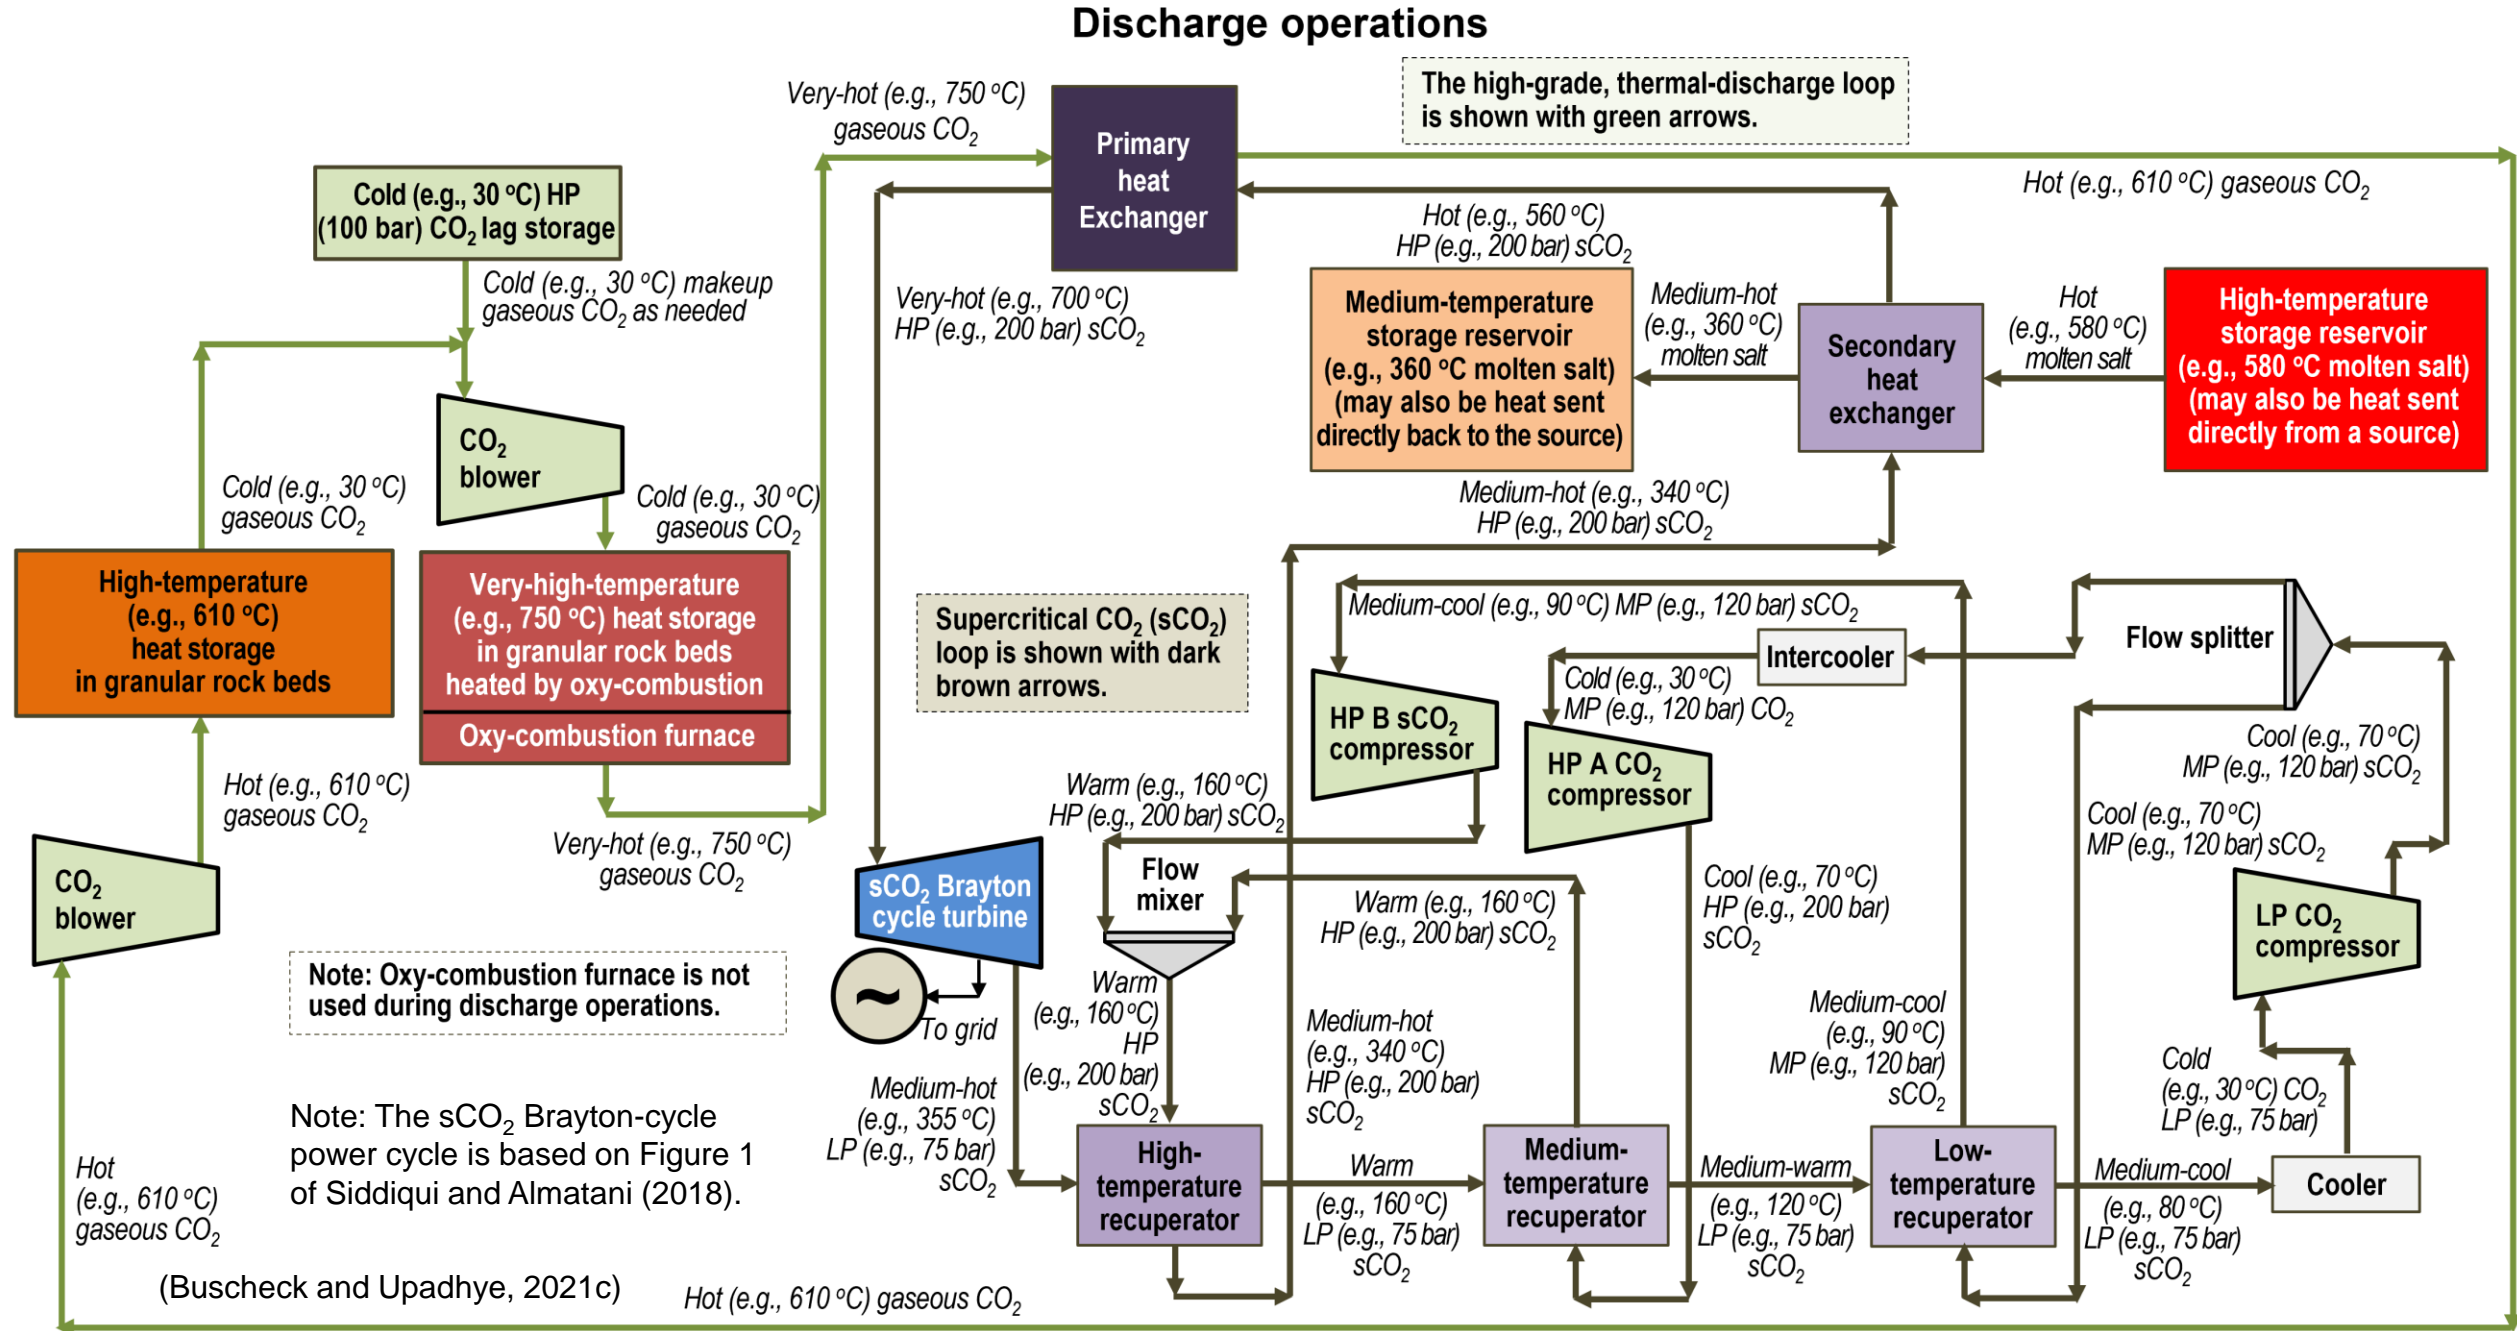 Discharge operations
The high-grade, thermal-discharge loop
is shown with green arrows.
Very-hot (e.g., 750 °C)
gaseous CO₂
Primary
heat
Exchanger
Hot (e.g., 610 °C) gaseous CO₂
Cold (e.g., 30 °C) HP
(100 bar) CO₂ lag storage
Cold (e.g., 30 °C) makeup
gaseous CO₂ as needed
Hot (e.g., 560 °C)
HP (e.g., 200 bar) sCO₂
Very-hot (e.g., 700 °C)
HP (e.g., 200 bar) sCO₂
Medium-temperature
storage reservoir
(e.g., 360 °C molten salt)
(may also be heat sent
directly back to the source)
Medium-hot
(e.g., 360 °C)
molten salt
Secondary
heat
exchanger
Hot
(e.g., 580 °C)
molten salt
High-temperature
storage reservoir
(e.g., 580 °C molten salt)
(may also be heat sent
directly from a source)
CO₂
blower
Cold (e.g., 30 °C)
gaseous CO₂
Cold (e.g., 30 °C)
gaseous CO₂
Medium-hot (e.g., 340 °C)
HP (e.g., 200 bar) sCO₂
High-temperature
(e.g., 610 °C)
heat storage
in granular rock beds
Very-high-temperature
(e.g., 750 °C) heat storage
in granular rock beds
heated by oxy-combustion
Oxy-combustion furnace
Supercritical CO₂ (sCO₂)
loop is shown with dark
brown arrows.
Medium-cool (e.g., 90 °C) MP (e.g., 120 bar) sCO₂
Intercooler
Flow splitter
Cold (e.g., 30 °C)
MP (e.g., 120 bar) CO₂
HP B sCO₂
compressor
HP A CO₂
compressor
Cool (e.g., 70 °C)
MP (e.g., 120 bar) sCO₂
Cool (e.g., 70 °C)
MP (e.g., 120 bar) sCO₂
Hot (e.g., 610 °C)
gaseous CO₂
Very-hot (e.g., 750 °C)
gaseous CO₂
Warm (e.g., 160 °C)
HP (e.g., 200 bar) sCO₂
CO₂
blower
sCO₂ Brayton
cycle turbine
Flow
mixer
Warm (e.g., 160 °C)
HP (e.g., 200 bar) sCO₂
Cool (e.g., 70 °C)
HP (e.g., 200 bar)
sCO₂
LP CO₂
compressor
Note: Oxy-combustion furnace is not
used during discharge operations.
~
To grid
Warm
(e.g., 160 °C)
HP
(e.g., 200 bar)
sCO₂
Medium-hot
(e.g., 340 °C)
HP (e.g., 200 bar)
sCO₂
Medium-cool
(e.g., 90 °C)
MP (e.g., 120 bar)
sCO₂
Cold
(e.g., 30 °C) CO₂
LP (e.g., 75 bar)
Medium-hot
(e.g., 355 °C)
LP (e.g., 75 bar)
sCO₂
Note: The sCO₂ Brayton-cycle
power cycle is based on Figure 1
of Siddiqui and Almatani (2018).
High-
temperature
recuperator
Warm
(e.g., 160 °C)
LP (e.g., 75 bar)
sCO₂
Medium-
temperature
recuperator
Medium-warm
(e.g., 120 °C)
LP (e.g., 75 bar)
sCO₂
Low-
temperature
recuperator
Medium-cool
(e.g., 80 °C)
LP (e.g., 75 bar)
sCO₂
Cooler
Hot
(e.g., 610 °C)
gaseous CO₂
(Buscheck and Upadhye, 2021c)
Hot (e.g., 610 °C) gaseous CO₂